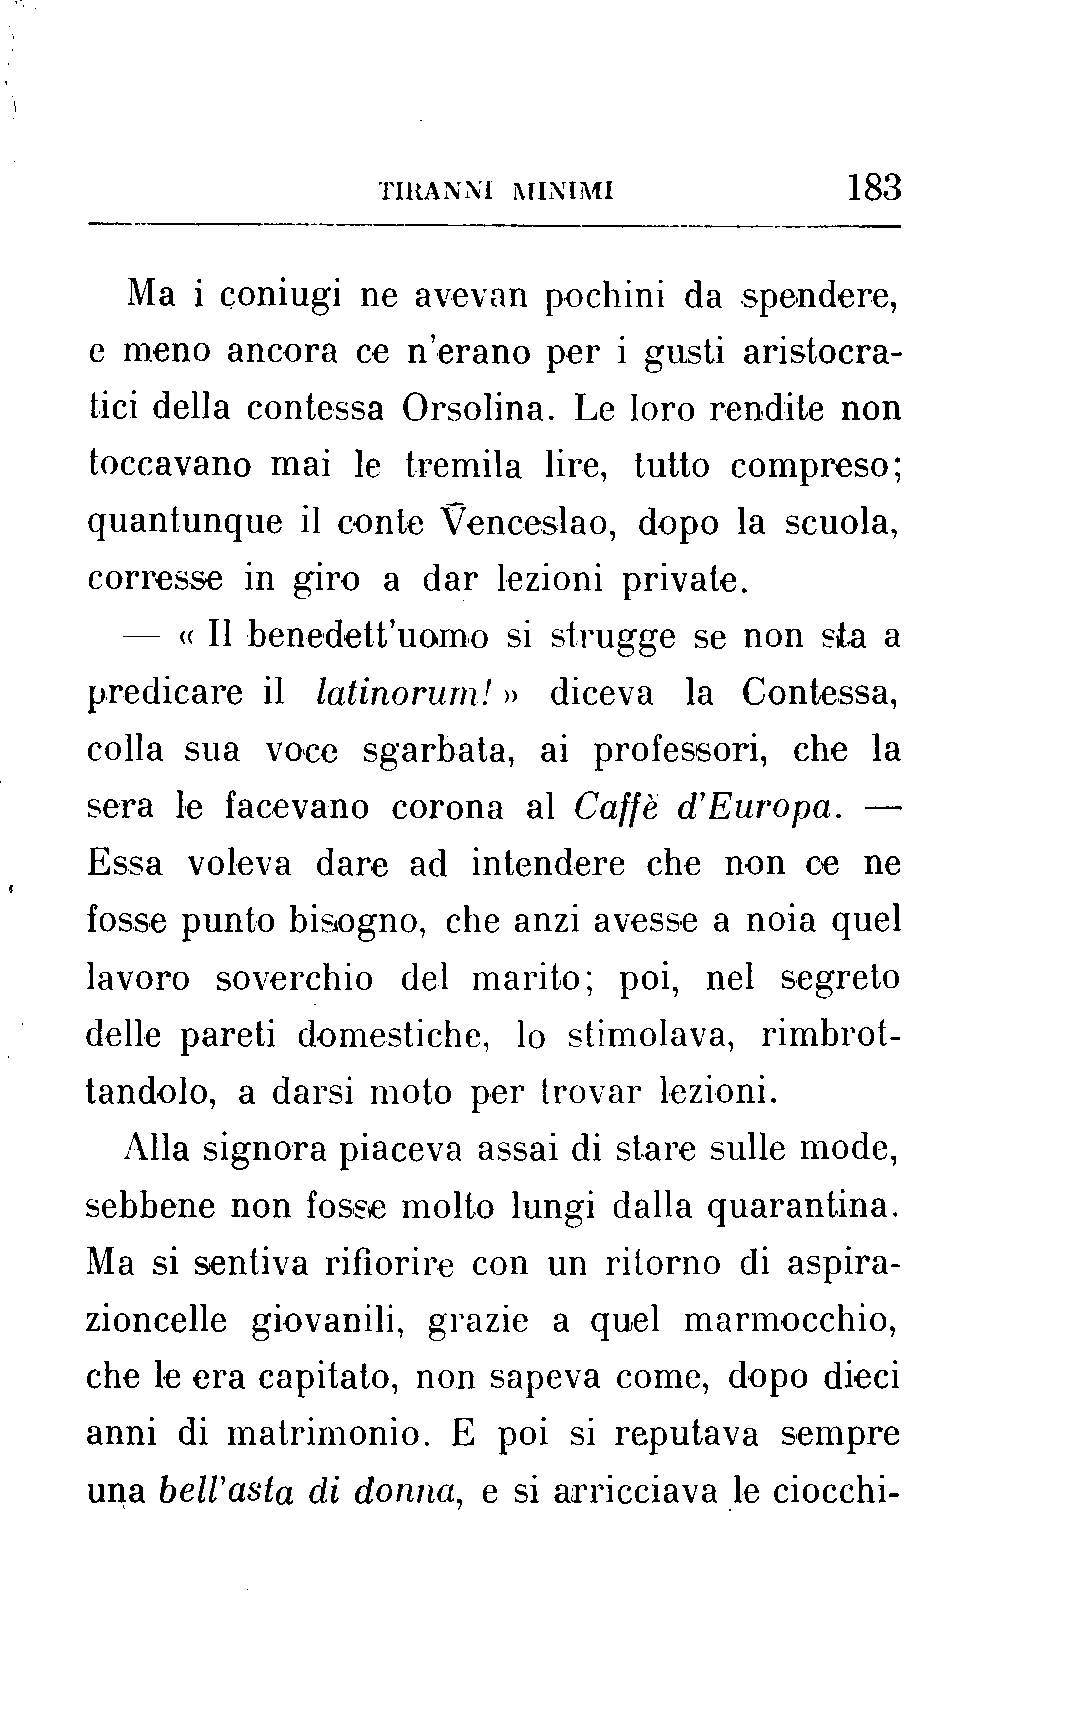 TIRANNI MINIMI 183
Ma i coniugi ne avevan pochini da spendere,
e meno ancora ce n'erano per i gusti aristocra-
tici della contessa Orsolina. Le loro rendite non
toccavano mai le tremila lire, tutto compreso;
quantunque il conte Venceslao, dopo la scuola,
corresse in giro a dar lezioni private.
— « Il benedett'uomo si strugge se non sta a
predicare il latinorum! » diceva la Contessa,
colla sua voce sgarbata, ai professori, che la
sera le facevano corona al Caffè d'Europa. —
Essa voleva dare ad intendere che non ce ne
fosse punto bisogno, che anzi avesse a noia quel
lavoro soverchio del marito; poi, nel segreto
delle pareti domestiche, lo stimolava, rimbrot-
tandolo, a darsi moto per trovar lezioni.
Alla signora piaceva assai di stare sulle mode,
sebbene non fosse molto lungi dalla quarantina.
Ma si sentiva rifiorire con un ritorno di aspira-
zioncelle giovanili, grazie a quel marmocchio,
che le era capitato, non sapeva come, dopo dieci
anni di matrimonio. E poi si reputava sempre
una bell'asta di donna, e si arricciava le ciocchi-